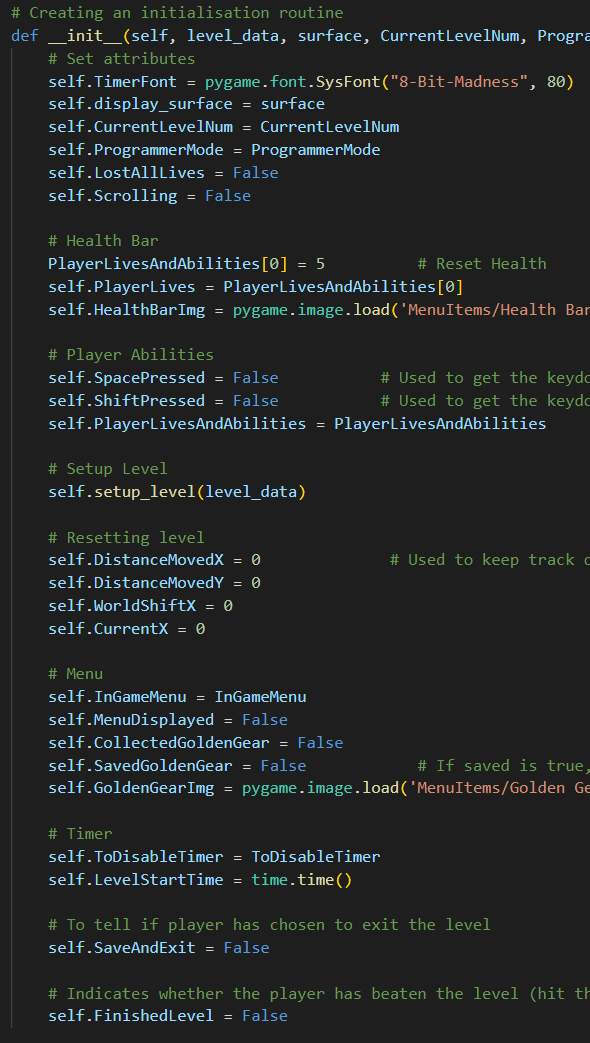 # Creating an initialisation routine
def __init__(self, level_data, surface, CurrentLevelNum, Progra
# Set attributes
self.TimerFont = pygame.font.SysFont("8-Bit-Madness", 80)
self.display_surface = surface
self.CurrentLevelNum = CurrentLevelNum
self.ProgrammerMode = ProgrammerMode
self.LostAllLives = False
self.Scrolling = False
# Health Bar
PlayerLivesAndAbilities[0] = 5 # Reset Health
self.PlayerLives = PlayerLivesAndAbilities[0]
self.HealthBarImg = pygame.image.load('MenuItems/Health Bar
# Player Abilities
self.SpacePressed = False # Used to get the keydo
self.ShiftPressed = False # Used to get the keydo
self.PlayerLivesAndAbilities = PlayerLivesAndAbilities
# Setup Level
self.setup_level(level_data)
# Resetting level
self.DistanceMovedX = 0 # Used to keep track o
self.DistanceMovedY = 0
self.WorldShiftX = 0
self.CurrentX = 0
# Menu
self.InGameMenu = InGameMenu
self.MenuDisplayed = False
self.CollectedGoldenGear = False
self.SavedGoldenGear = False # If saved is true,
self.GoldenGearImg = pygame.image.load('MenuItems/Golden Ge
# Timer
self.ToDisableTimer = ToDisableTimer
self.LevelStartTime = time.time()
# To tell if player has chosen to exit the level
self.SaveAndExit = False
# Indicates whether the player has beaten the level (hit th
self.FinishedLevel = False